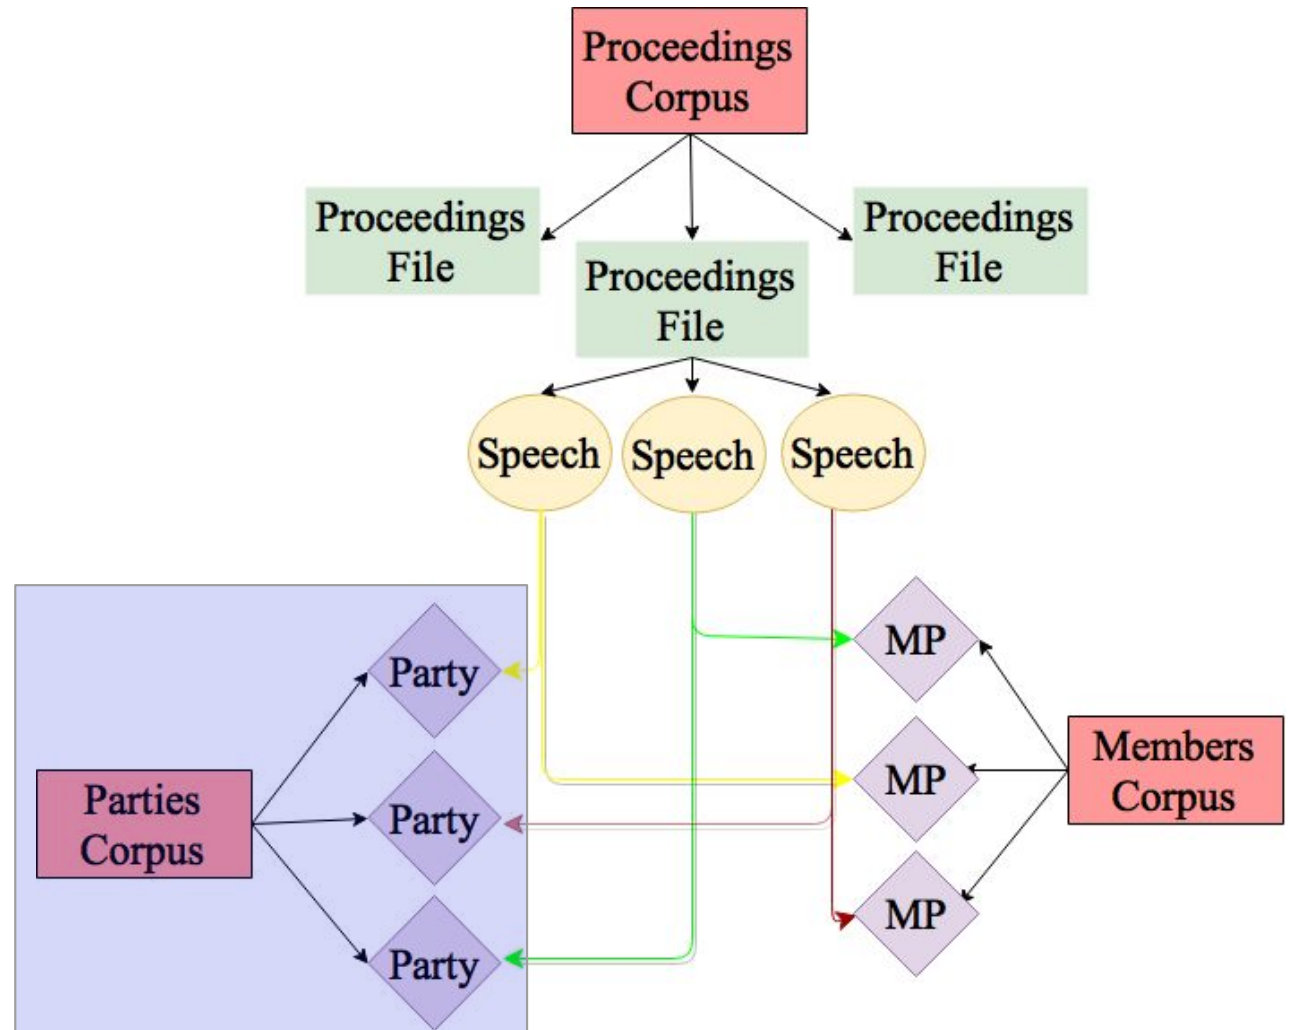 Proceedings
Corpus
Proceedings
File
Proceedings
File
Proceedings
File
Speech
Speech
Speech
Party
Party
Party
Parties
Corpus
MP
MP
MP
Members
Corpus